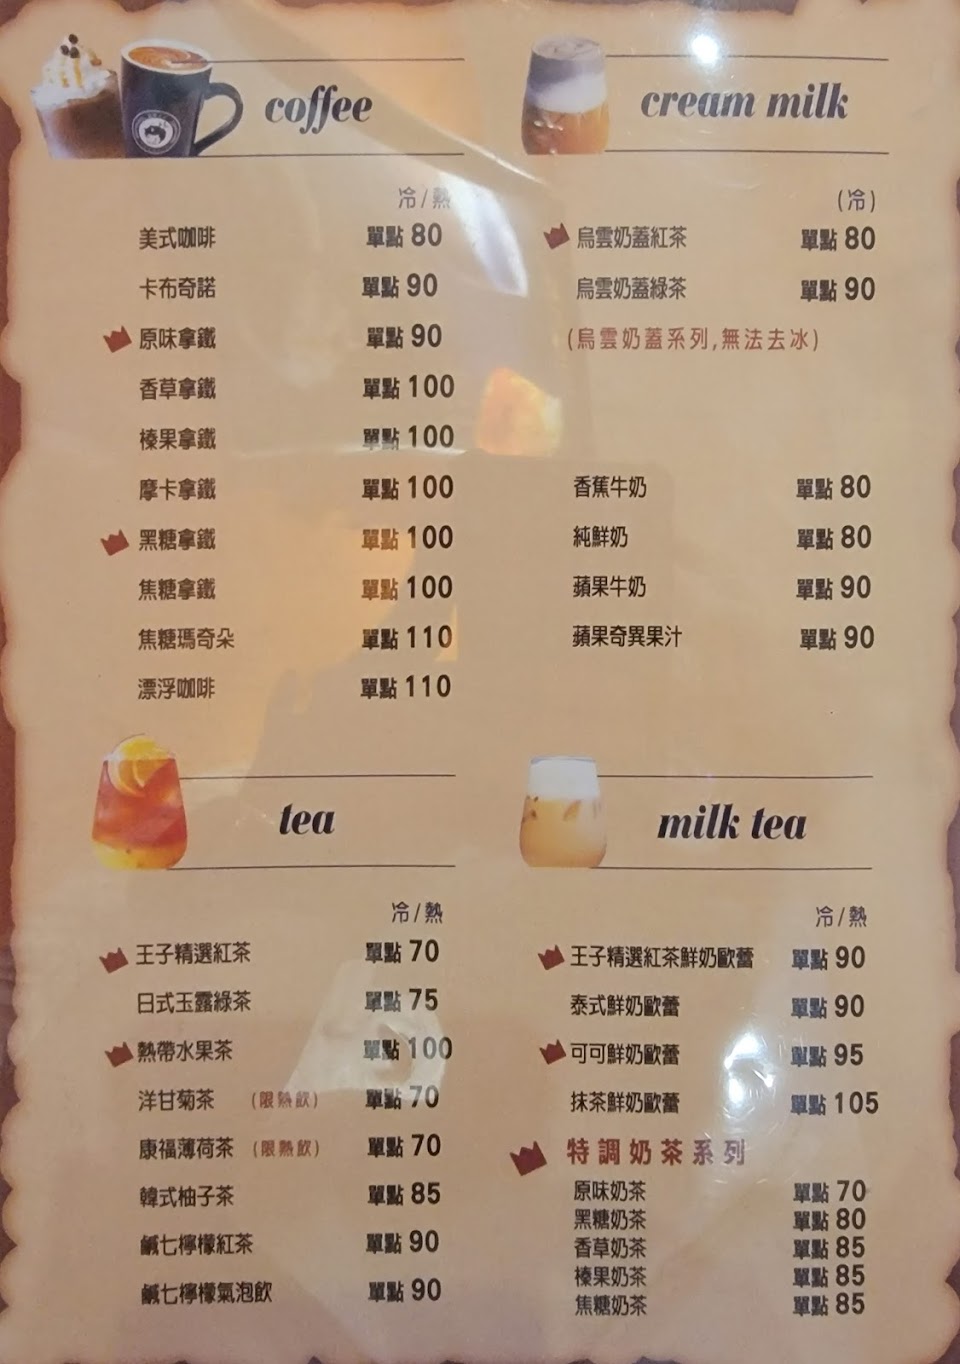 coffee
冷/熱
美式咖啡 單點 80
卡布奇諾 單點 90
原味拿鐵 單點 90
香草拿鐵 單點 100
榛果拿鐵 單點 100
摩卡拿鐵 單點 100
黑糖拿鐵 單點 100
焦糖拿鐵 單點 100
焦糖瑪奇朵 單點 110
漂浮咖啡 單點 110
cream milk
(冷)
烏雲奶蓋紅茶 單點 80
烏雲奶蓋綠茶 單點 90
(烏雲奶蓋系列,無法去冰)
香蕉牛奶 單點 80
純鮮奶 單點 80
蘋果牛奶 單點 90
蘋果奇異果汁 單點 90
tea
冷/熱
王子精選紅茶 單點 70
日式玉露綠茶 單點 75
熱帶水果茶 單點 100
洋甘菊茶 (限熱飲) 單點 70
康福薄荷茶 (限熱飲) 單點 70
韓式柚子茶 單點 85
鹹七檸檬紅茶 單點 90
鹹七檸檬氣泡飲 單點 90
milk tea
冷/熱
王子精選紅茶鮮奶歐蕾 單點 90
泰式鮮奶歐蕾 單點 90
可可鮮奶歐蕾 單點 95
抹茶鮮奶歐蕾 單點 105
特調奶茶系列
原味奶茶 單點 70
黑糖奶茶 單點 80
香草奶茶 單點 85
榛果奶茶 單點 85
焦糖奶茶 單點 85